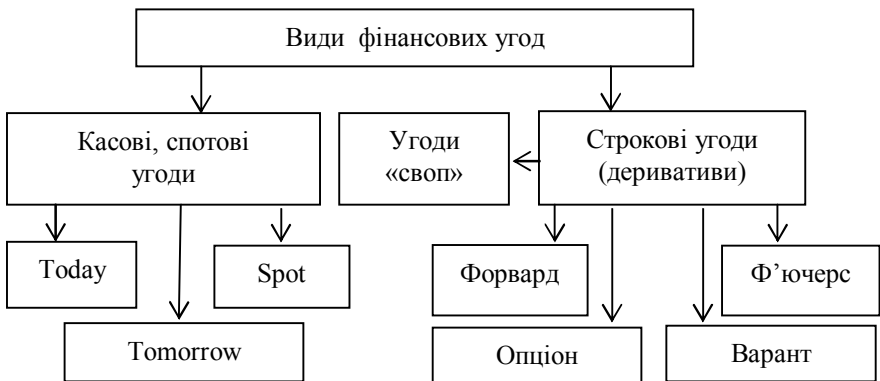 Види фінансових угод
Касові, спотові
угоди
Угоди
«своп»
Строкові угоди
(деривативи)
Today
Spot
Форвард
Ф’ючерс
Tomorrow
Опціон
Варант